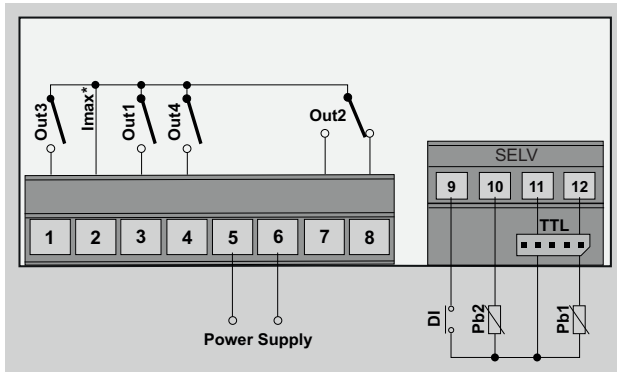 Out3
Imax*
Out1
Out4
Out2
SELV
9 10 11 12
1 2 3 4 5 6 7 8
TTL
DI
Pb2
Pb1
Power Supply